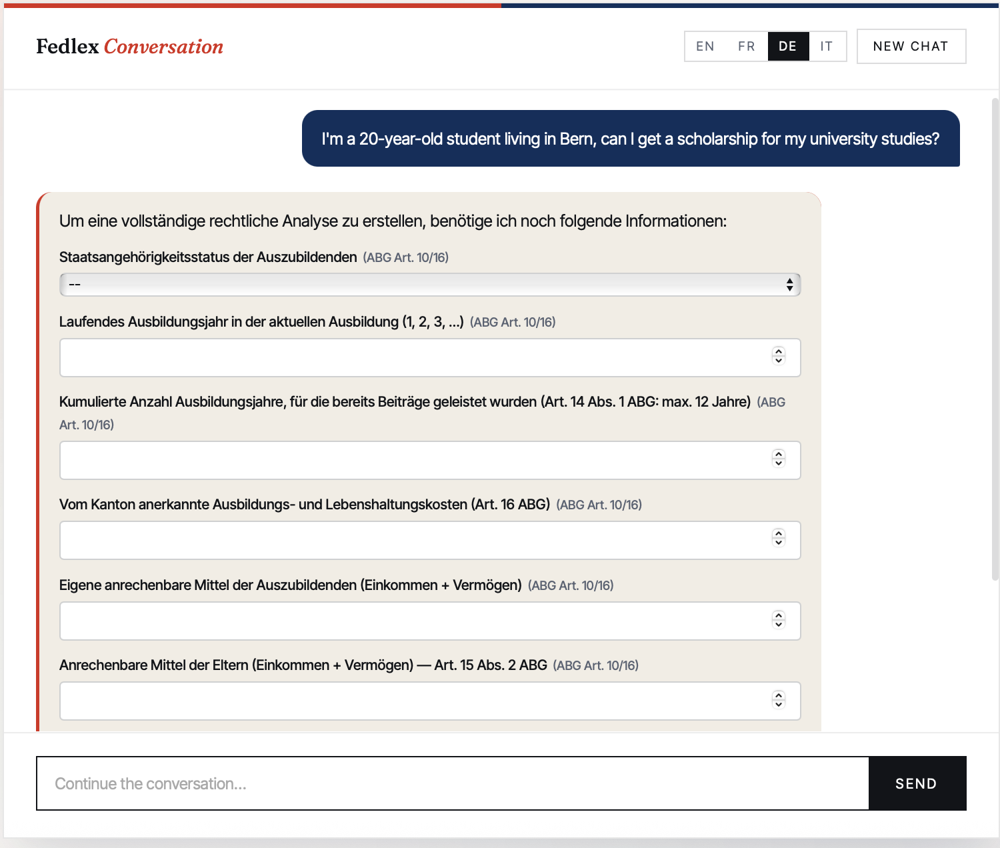 Fedlex Conversation
EN FR DE IT
NEW CHAT
I'm a 20-year-old student living in Bern, can I get a scholarship for my university studies?
Um eine vollständige rechtliche Analyse zu erstellen, benötige ich noch folgende Informationen:
Staatsangehörigkeitsstatus der Auszubildenden (ABG Art. 10/16)
--
Laufendes Ausbildungsjahr in der aktuellen Ausbildung (1, 2, 3, ...) (ABG Art. 10/16)
Kumulierte Anzahl Ausbildungsjahre, für die bereits Beiträge geleistet wurden (Art. 14 Abs. 1 ABG: max. 12 Jahre) (ABG
Art. 10/16)
Vom Kanton anerkannte Ausbildungs- und Lebenshaltungskosten (Art. 16 ABG) (ABG Art. 10/16)
Eigene anrechenbare Mittel der Auszubildenden (Einkommen + Vermögen) (ABG Art. 10/16)
Anrechenbare Mittel der Eltern (Einkommen + Vermögen) — Art. 15 Abs. 2 ABG (ABG Art. 10/16)
Continue the conversation...
SEND